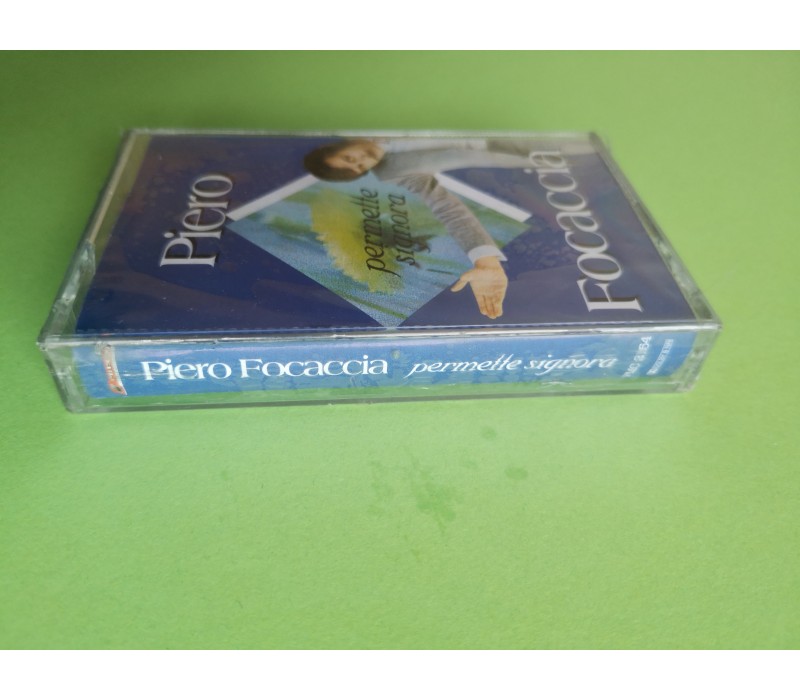 Piero
Focaccia
permette
signora
Piero Focaccia permette signora